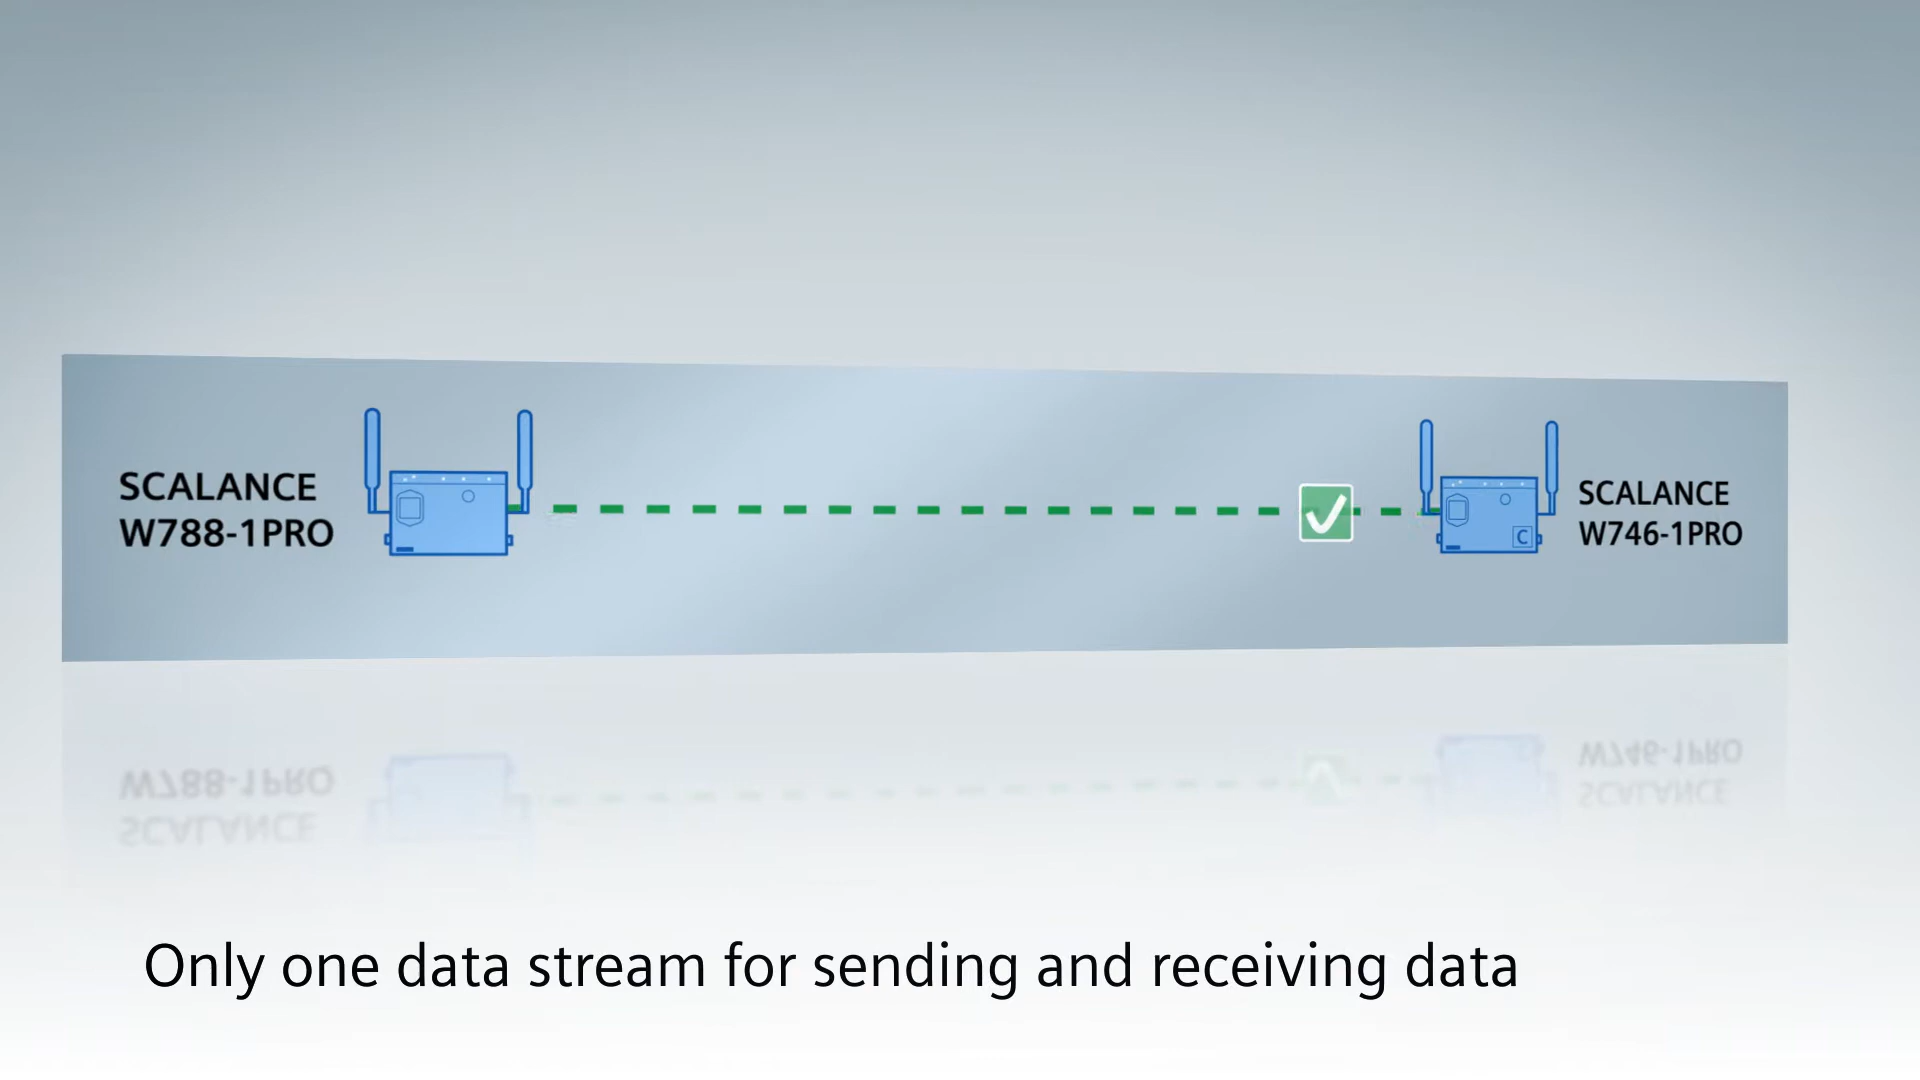 SCALANCE
W788-1PRO
C
SCALANCE
W746-1PRO
Only one data stream for sending and receiving data